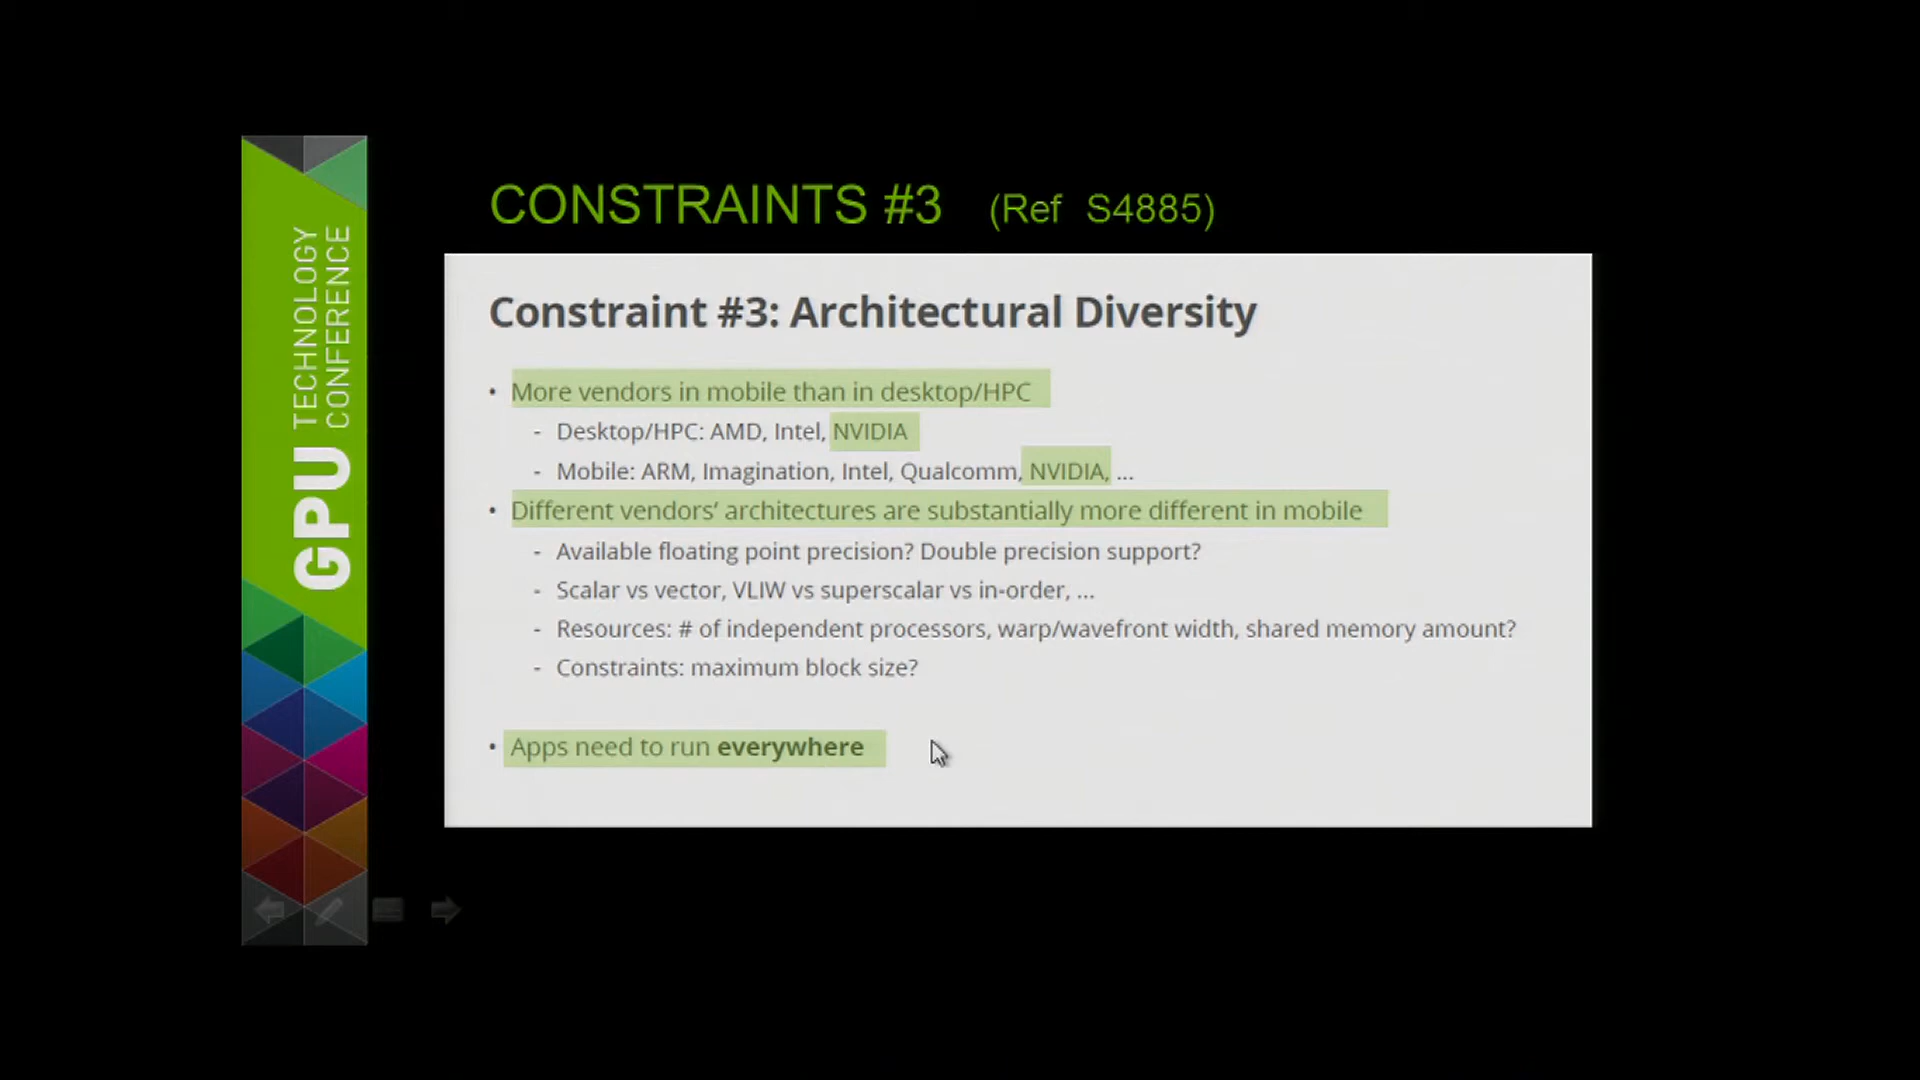 GPU TECHNOLOGY
CONFERENCE
CONSTRAINTS #3 (Ref S4885)
Constraint #3: Architectural Diversity
• More vendors in mobile than in desktop/HPC
- Desktop/HPC: AMD, Intel, NVIDIA
- Mobile: ARM, Imagination, Intel, Qualcomm, NVIDIA, ...
• Different vendors’ architectures are substantially more different in mobile
- Available floating point precision? Double precision support?
- Scalar vs vector, VLIW vs superscalar vs in-order, ...
- Resources: # of independent processors, warp/wavefront width, shared memory amount?
- Constraints: maximum block size?
• Apps need to run everywhere